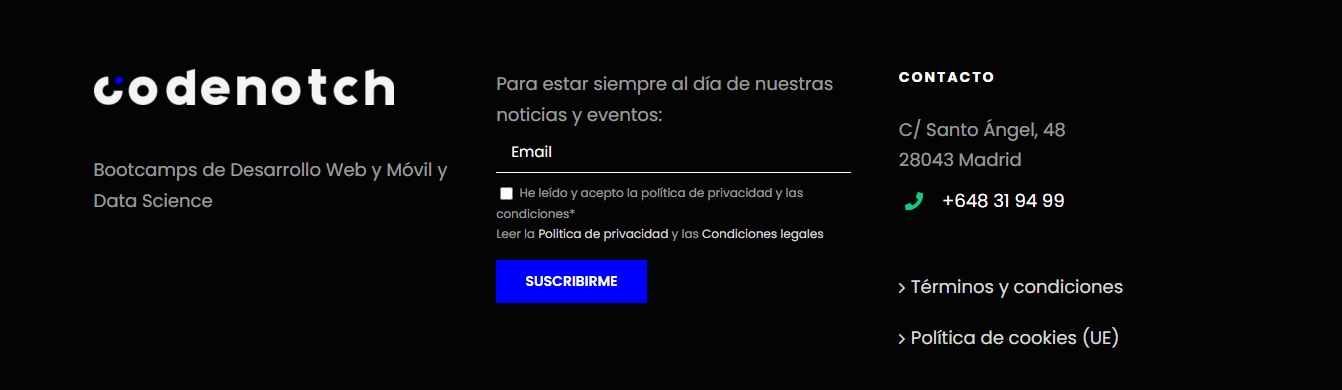 codenotch
Bootcamps de Desarrollo Web y Móvil y
Data Science
Para estar siempre al día de nuestras
noticias y eventos:
Email
He leído y acepto la política de privacidad y las
condiciones*
Leer la Política de privacidad y las Condiciones legales
SUSCRIBIRME
CONTACTO
C/ Santo Ángel, 48
28043 Madrid
+648 31 94 99
Términos y condiciones
Política de cookies (UE)